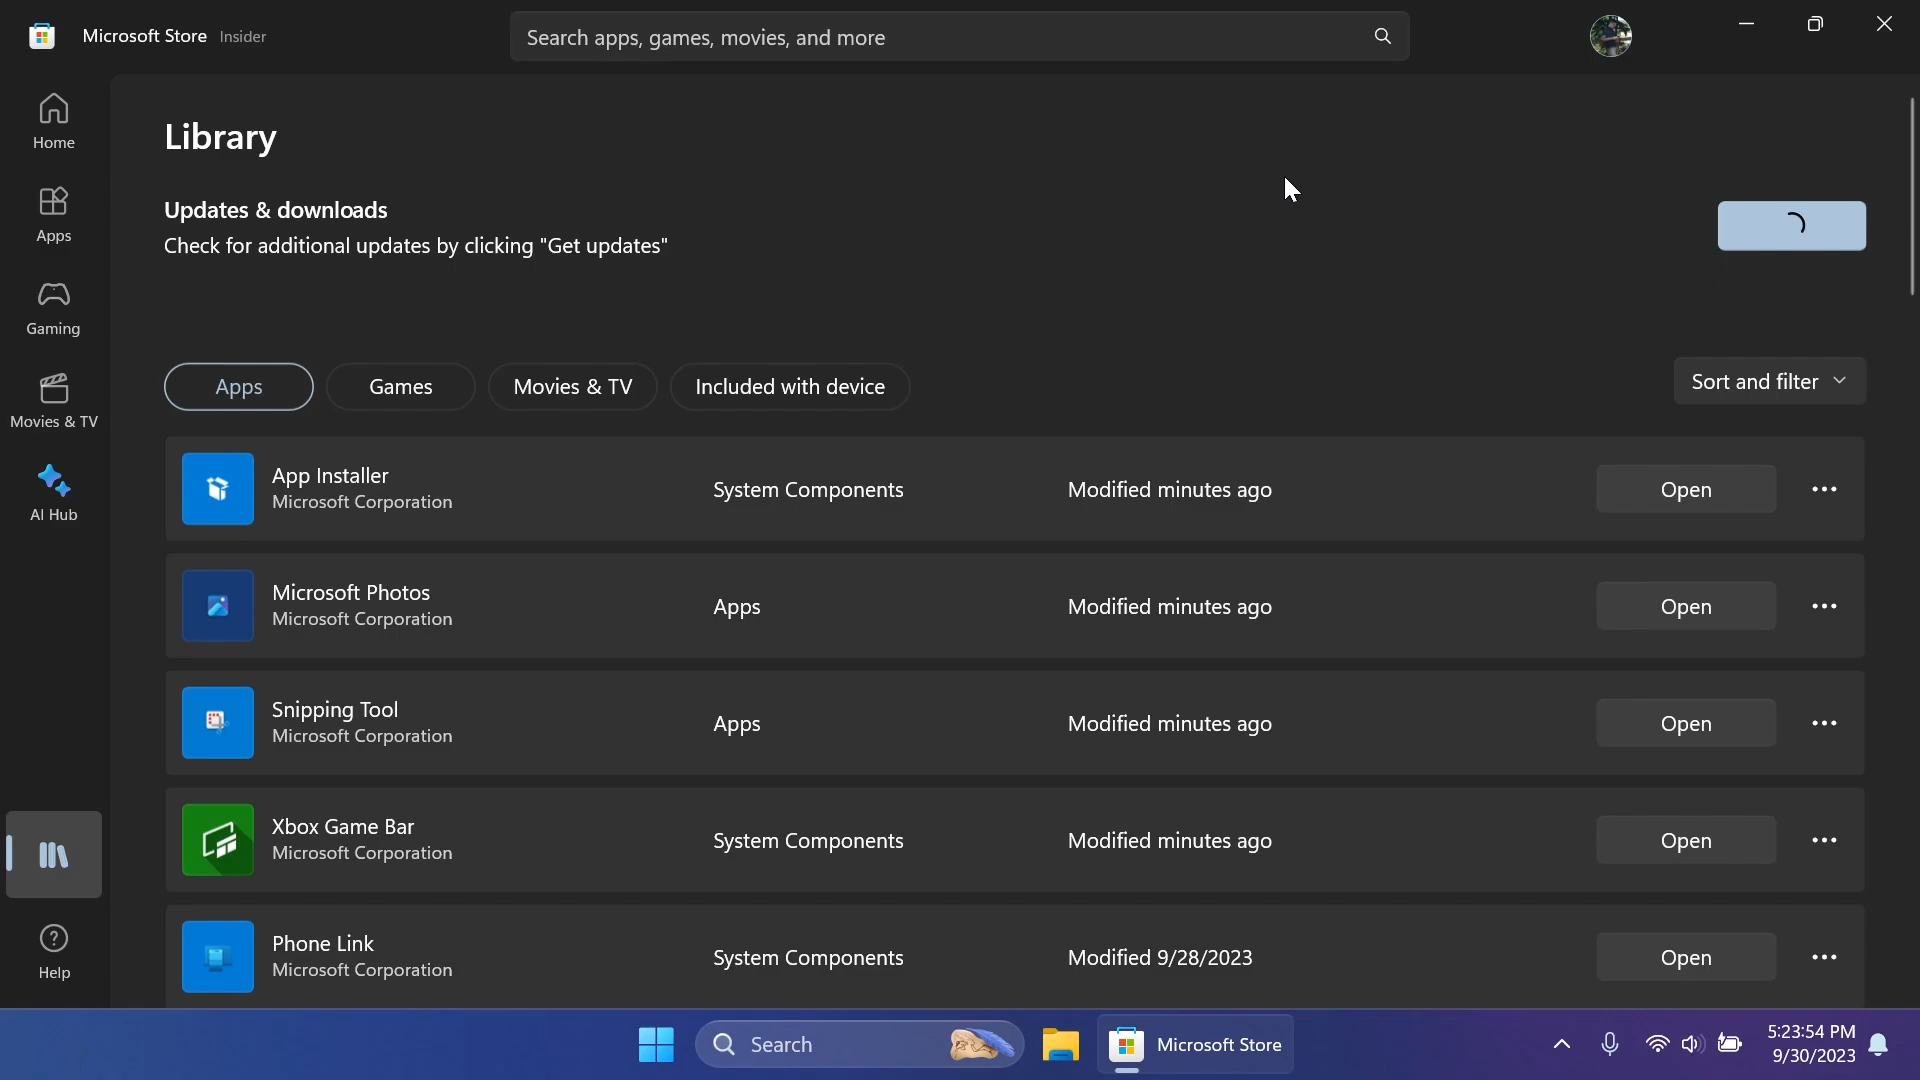 Microsoft Store Insider
Search apps, games, movies, and more
Home
Apps
Gaming
Movies & TV
AI Hub
Help
Library
Updates & downloads
Check for additional updates by clicking "Get updates"
Apps Games Movies & TV Included with device
Sort and filter
App Installer
Microsoft Corporation
System Components
Modified minutes ago
Open
Microsoft Photos
Microsoft Corporation
Apps
Modified minutes ago
Open
Snipping Tool
Microsoft Corporation
Apps
Modified minutes ago
Open
Xbox Game Bar
Microsoft Corporation
System Components
Modified minutes ago
Open
Phone Link
Microsoft Corporation
System Components
Modified 9/28/2023
Open
Search
Microsoft Store
5:23:54 PM
9/30/2023